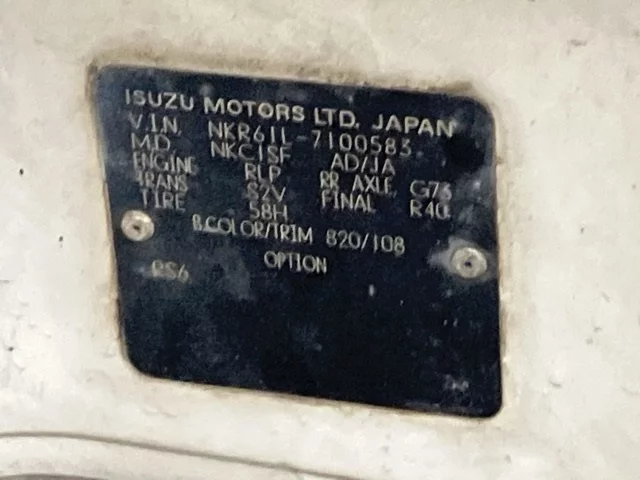 ISUZU MOTORS LTD. JAPAN
V.I.N. NKR61L-7100583
M.D. NKC1SF AD/JA
ENGINE RLP RR AXLE G73
TRANS S2V FINAL R40
TIRE 58H
B.COLOR/TRIM 820/108
OPTION
RS6